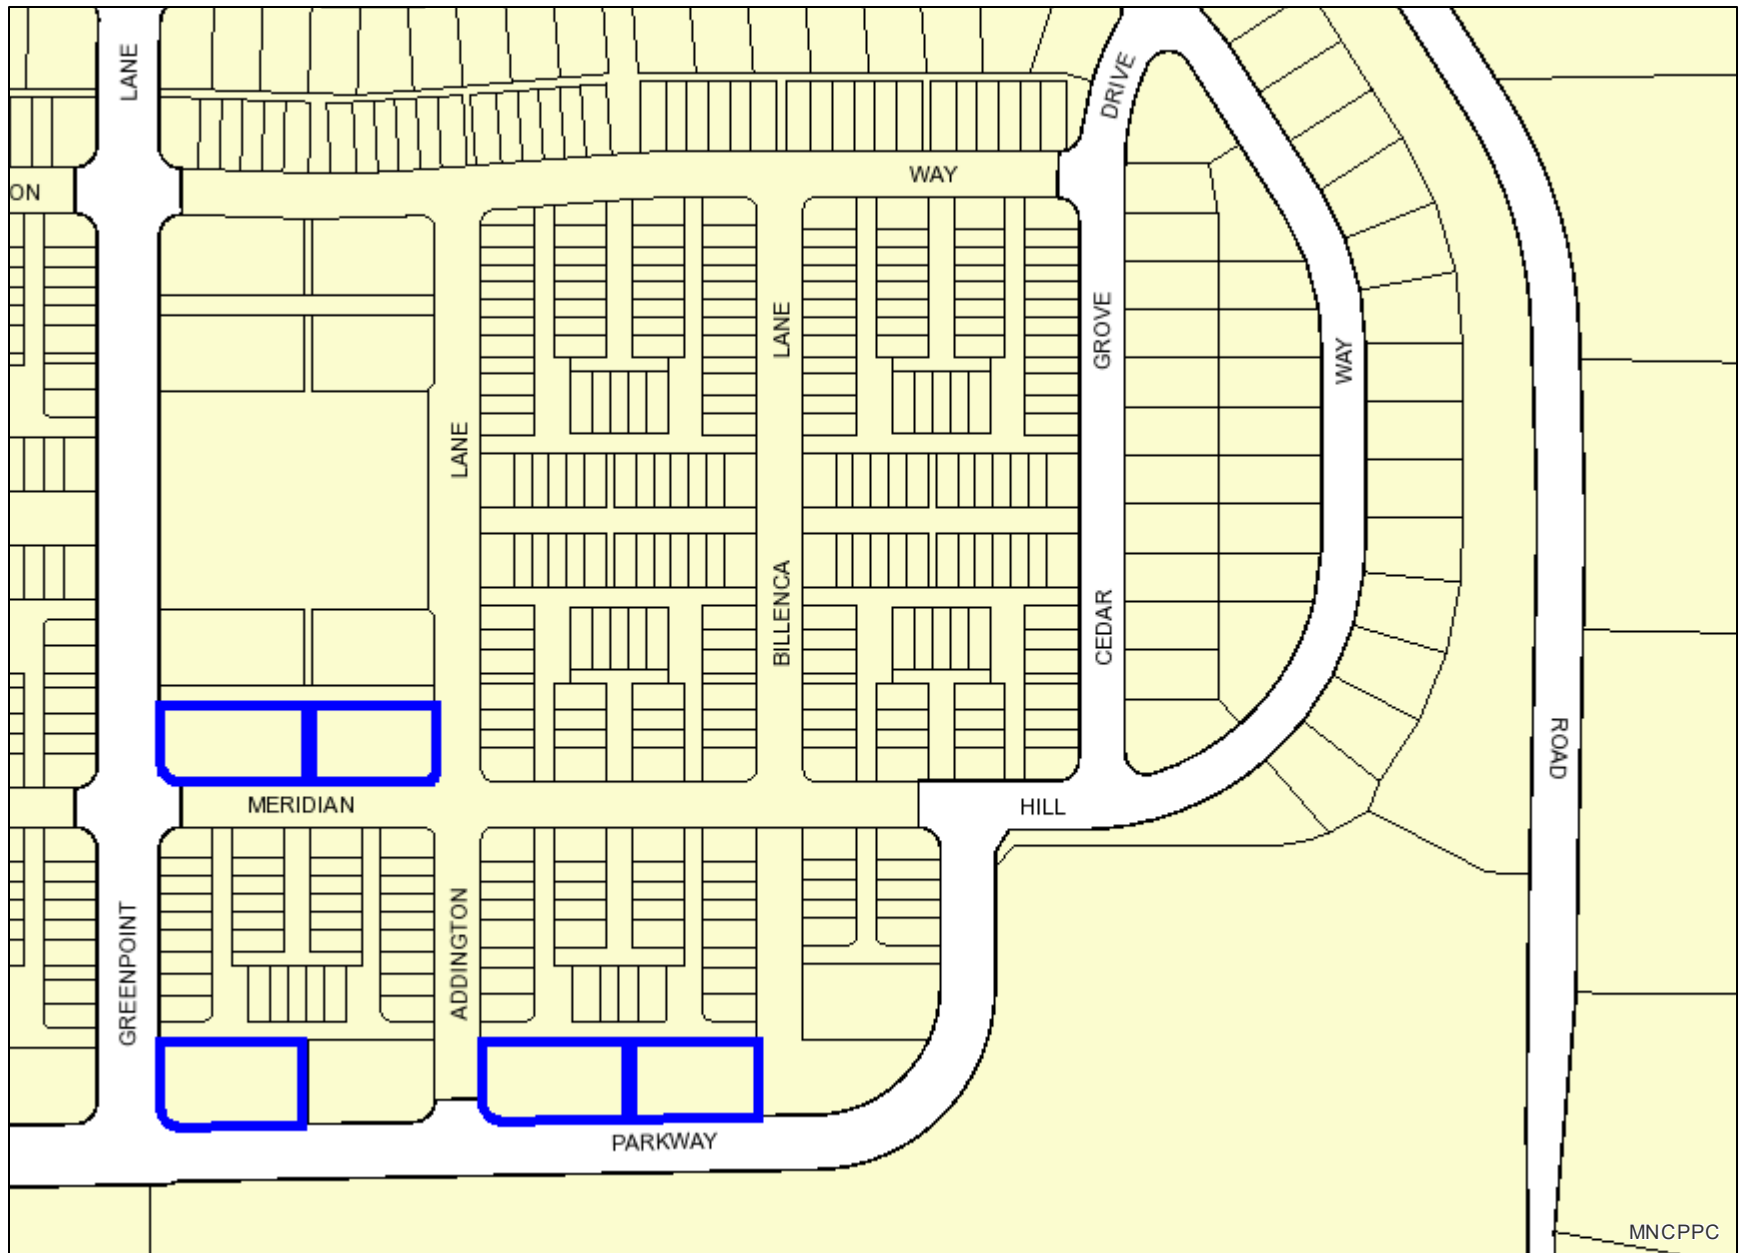 LANE
DRIVE
ON
WAY
LANE
GROVE
WAY
LANE
BILLENCA
CEDAR
ROAD
MERIDIAN
HILL
GREENPOINT
ADDINGTON
PARKWAY
MNCPPC